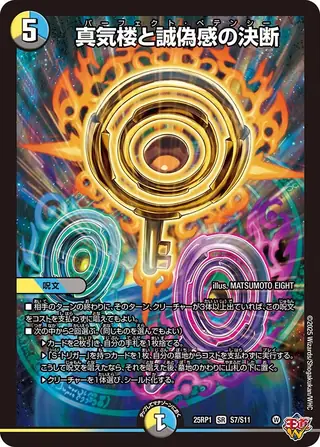 パーフェクト・ペテンシー
5
真気楼と誠偽感の決断
呪文
illus. MATSUMOTO EIGHT
■相手のターンの終わりに、そのターン、クリーチャーが3体以上出ていれば、この呪文をコストを支払わずに唱えてもよい。
■次の中から2回選ぶ。(同じものを選んでもよい)
▶カードを2枚引き、自分の手札を1枚捨てる。
▶「S・トリガー」を持つカードを1枚、自分の墓地からコストを支払わずに実行する。こうして呪文を唱えたなら、それを唱えた後、墓地のかわりに山札の下に置く。
▶クリーチャーを1体選び、シールド化する。
1
25RP1 SR S7/S11
W
©2025 Wizards/Shogakukan/WHC